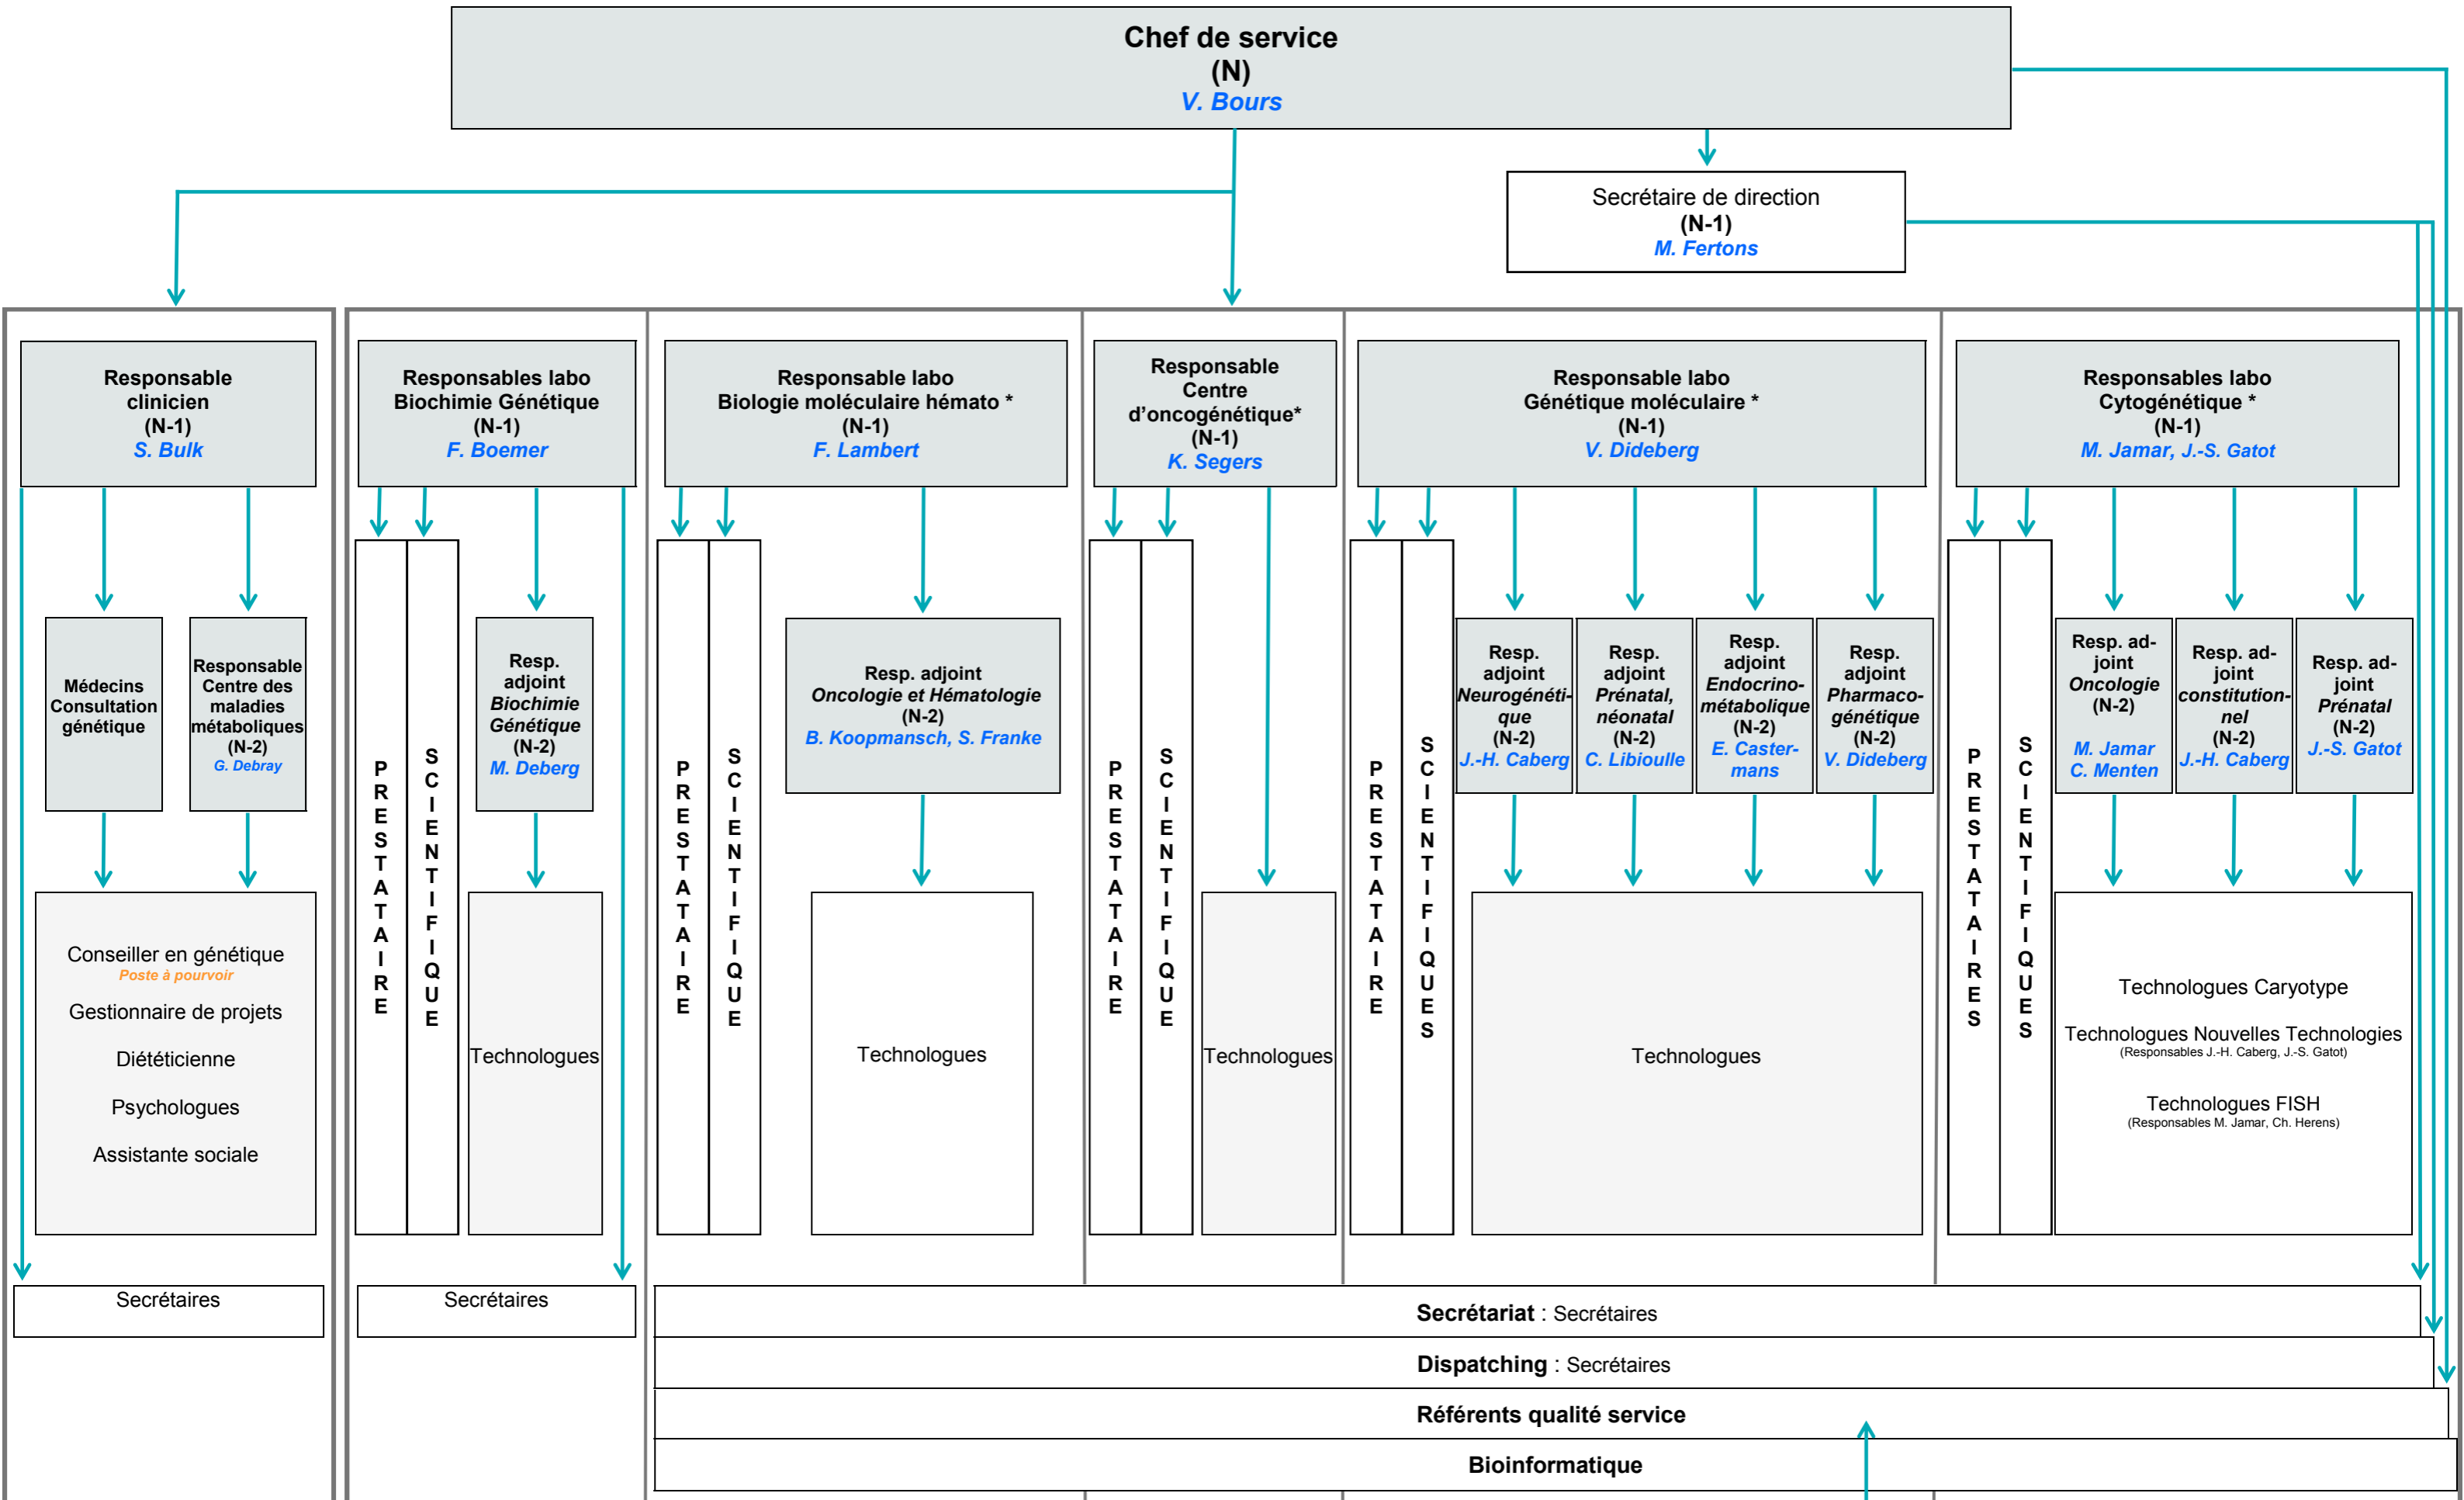 Chef de service
(N)
V. Bours
Secrétaire de direction
(N-1)
M. Fertons
Responsable
clinicien
(N-1)
S. Bulk
Responsables labo
Biochimie Génétique
(N-1)
F. Boemer
Responsable labo
Biologie moléculaire hémato *
(N-1)
F. Lambert
Responsable
Centre
d'oncogénétique*
(N-1)
K. Segers
Responsable labo
Génétique moléculaire *
(N-1)
V. Dideberg
Responsables labo
Cytogénétique *
(N-1)
M. Jamar, J.-S. Gatot
Médecins
Consultation
génétique
Responsable
Centre des
maladies
métaboliques
(N-2)
G. Debray
Conseiller en génétique
Poste à pourvoir
Gestionnaire de projets
Diététicienne
Psychologues
Assistante sociale
Secrétaires
PRESTATAIRE
SCIENTIFIQUE
Resp.
adjoint
Biochimie
Génétique
(N-2)
M. Deberg
Technologues
Secrétaires
PRESTATAIRE
SCIENTIFIQUE
Resp. adjoint
Oncologie et Hématologie
(N-2)
B. Koopmansch, S. Franke
Technologues
PRESTATAIRE
SCIENTIFIQUE
Technologues
PRESTATAIRE
SCIENTIFIQUES
Resp.
adjoint
Neurogénéti-
que
(N-2)
J.-H. Caberg
Resp.
adjoint
Prénatal,
néonatal
(N-2)
C. Libioulle
Resp.
adjoint
Endocrino-
métabolique
(N-2)
E. Caster-
mans
Resp.
adjoint
Pharmaco-
génétique
(N-2)
V. Dideberg
Technologues
PRESTATAIRES
SCIENTIFIQUES
Resp. ad-
joint
Oncologie
(N-2)
M. Jamar
C. Menten
Resp. ad-
joint
constitution-
nel
(N-2)
J.-H. Caberg
Resp. ad-
joint
Prénatal
(N-2)
J.-S. Gatot
Technologues Caryotype
Technologues Nouvelles Technologies
(Responsables J.-H. Caberg, J.-S. Gatot)
Technologues FISH
(Responsables M. Jamar, Ch. Herens)
Secrétariat : Secrétaires
Dispatching : Secrétaires
Référents qualité service
Bioinformatique